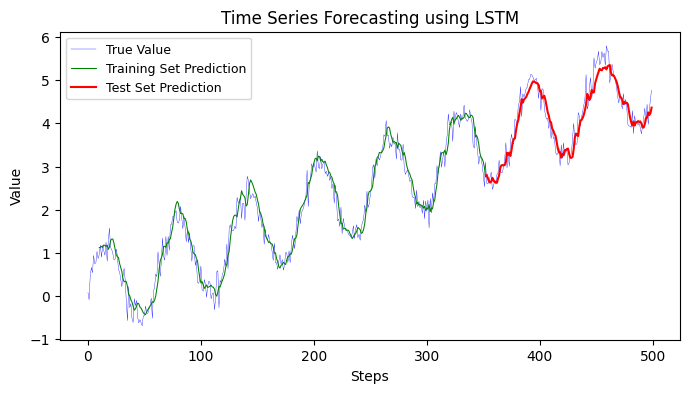 Time Series Forecasting using LSTM
True Value
Training Set Prediction
Test Set Prediction
Value
6
5
4
3
2
1
0
−1
0 100 200 300 400 500
Steps